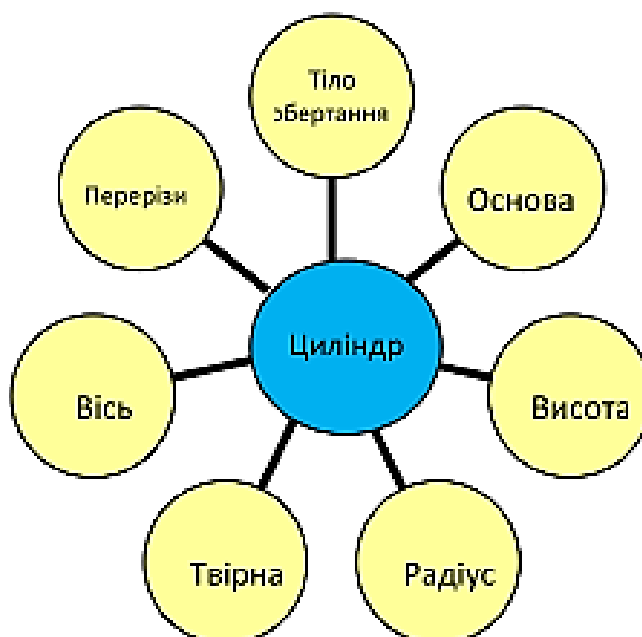 Тіло
обертання
Перерізи
Основа
Циліндр
Вісь
Висота
Твірна
Радіус